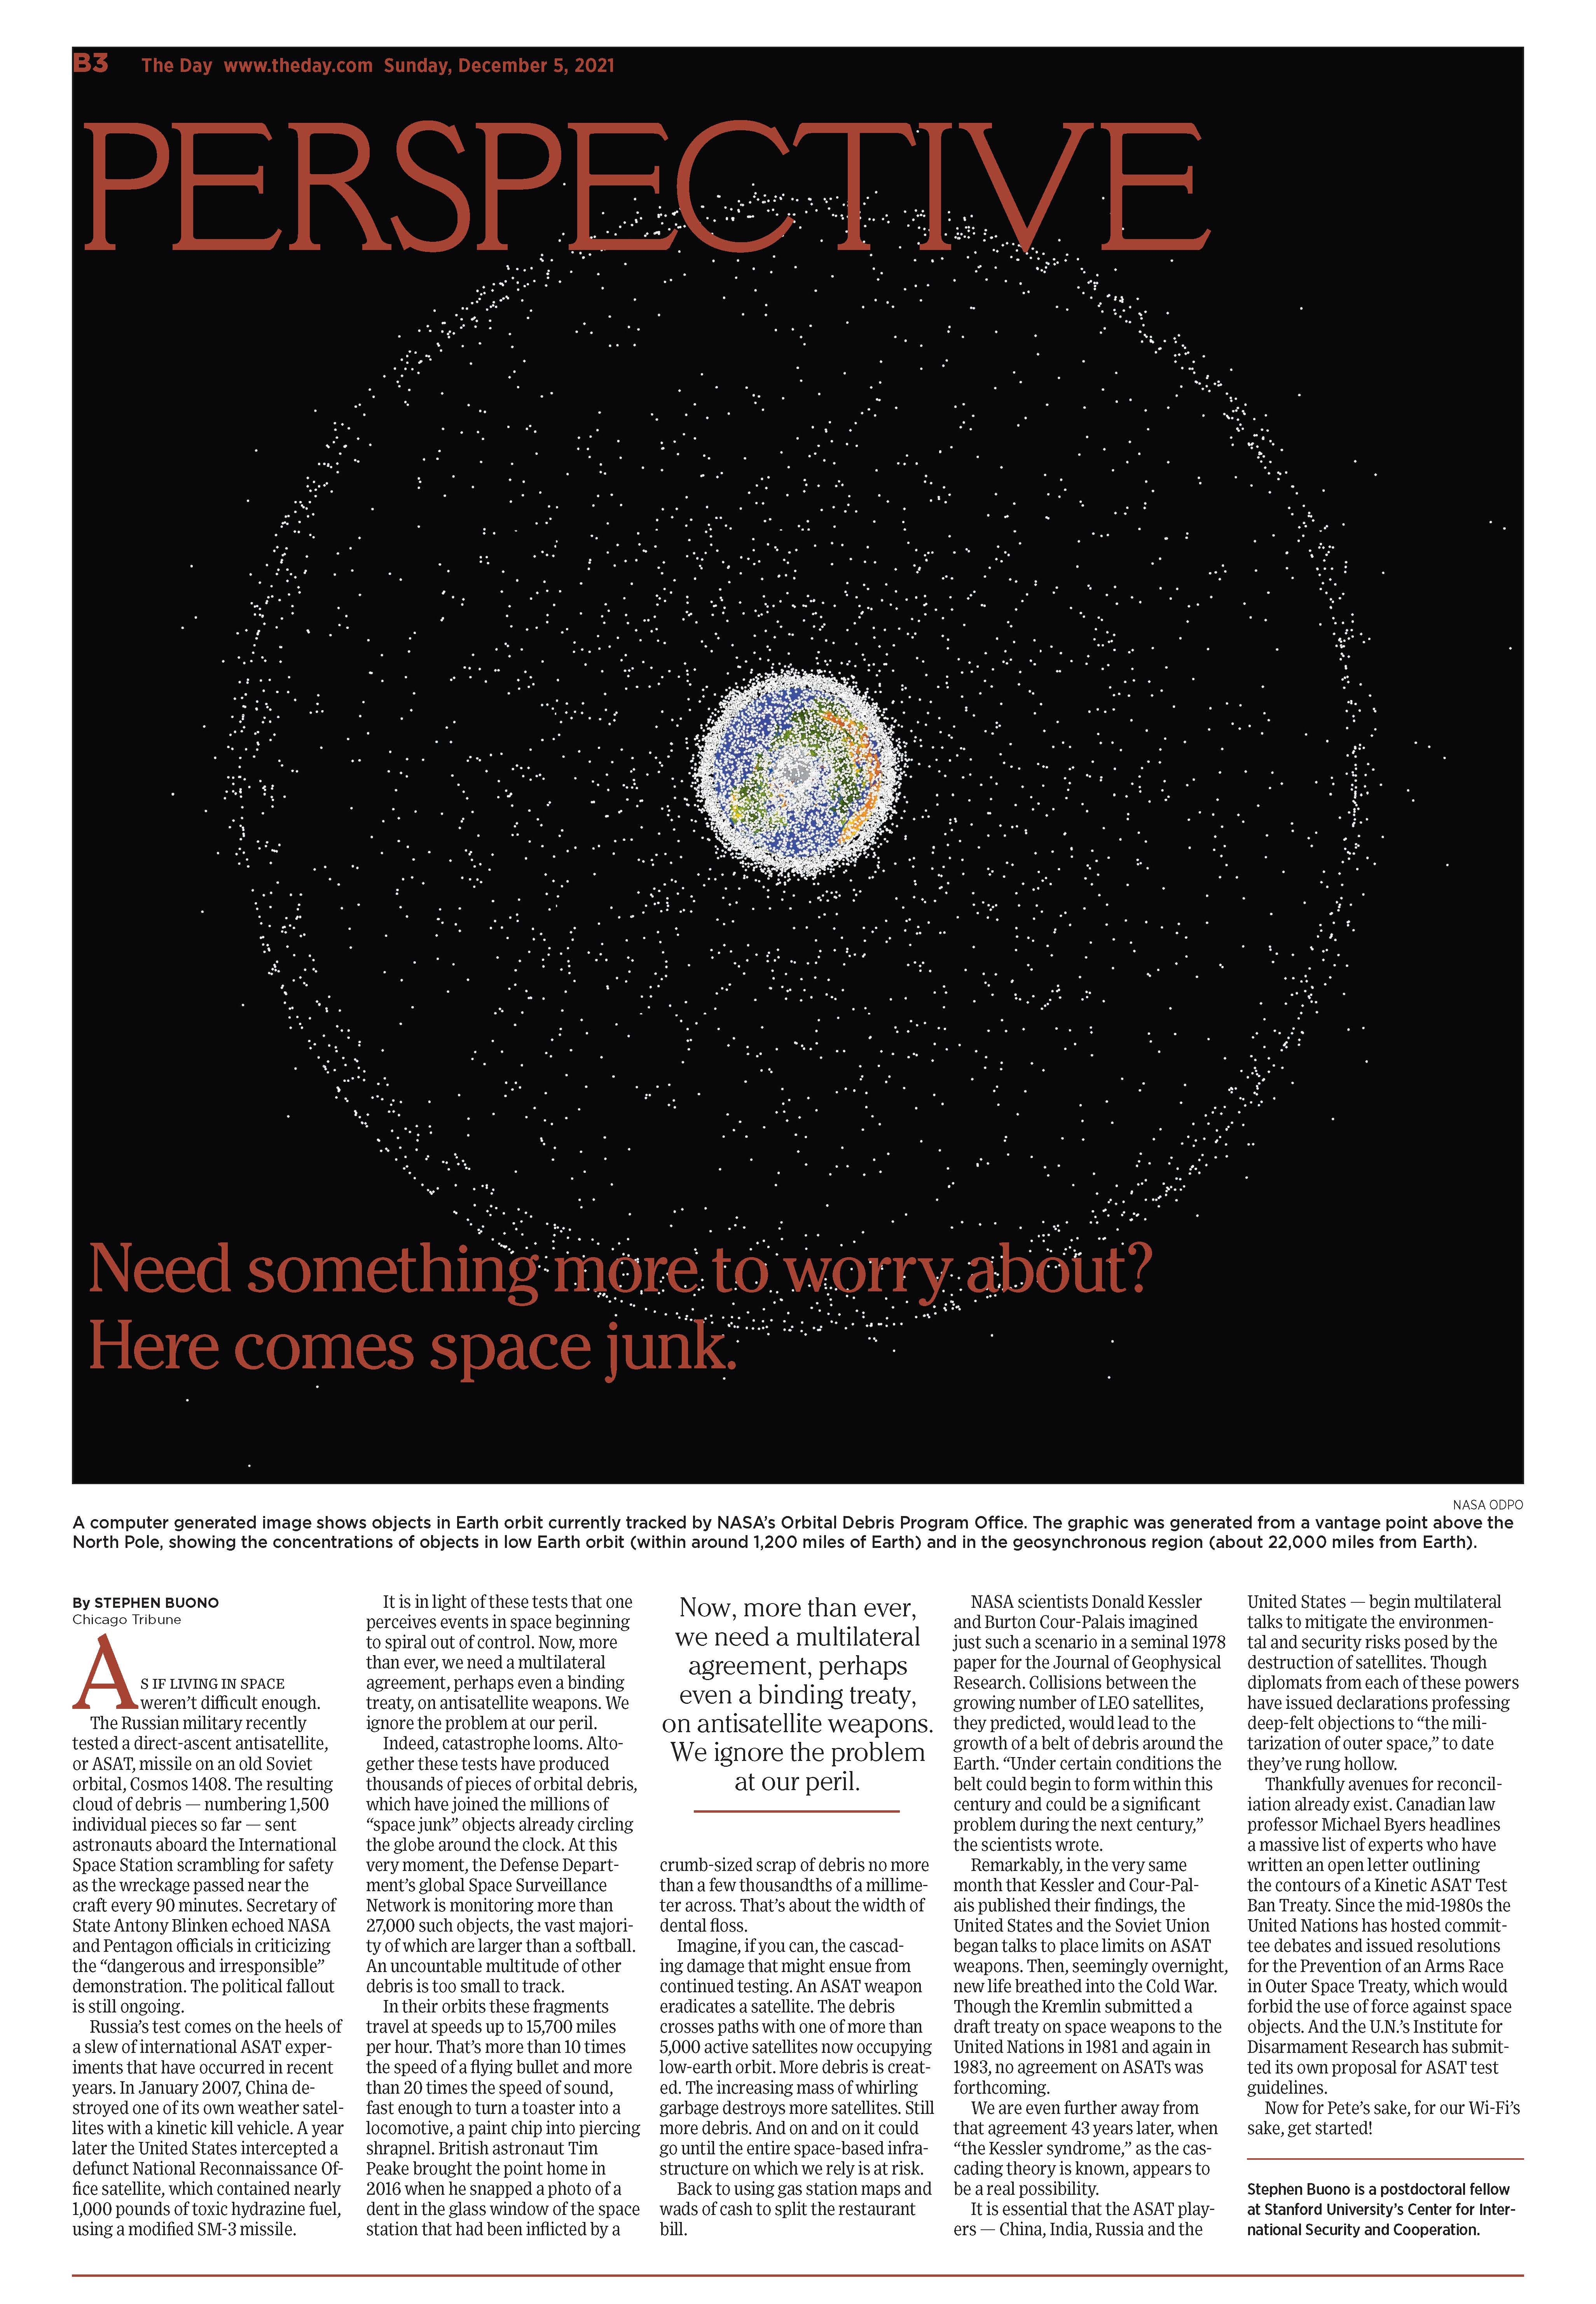 B3 The Day www.theday.com Sunday, December 5, 2021
PERSPECTIVE
Need something more to worry about?
Here comes space junk.
NASA ODPO
A computer generated image shows objects in Earth orbit currently tracked by NASA’s Orbital Debris Program Office. The graphic was generated from a vantage point above the
North Pole, showing the concentrations of objects in low Earth orbit (within around 1,200 miles of Earth) and in the geosynchronous region (about 22,000 miles from Earth).
By STEPHEN BUONO
Chicago Tribune
AS IF LIVING IN SPACE
weren’t difficult enough.
The Russian military recently
tested a direct-ascent antisatellite,
or ASAT, missile on an old Soviet
orbital, Cosmos 1408. The resulting
cloud of debris — numbering 1,500
individual pieces so far — sent
astronauts aboard the International
Space Station scrambling for safety
as the wreckage passed near the
craft every 90 minutes. Secretary of
State Antony Blinken echoed NASA
and Pentagon officials in criticizing
the “dangerous and irresponsible”
demonstration. The political fallout
is still ongoing.
Russia’s test comes on the heels of
a slew of international ASAT exper-
iments that have occurred in recent
years. In January 2007, China de-
stroyed one of its own weather satel-
lites with a kinetic kill vehicle. A year
later the United States intercepted a
defunct National Reconnaissance Of-
fice satellite, which contained nearly
1,000 pounds of toxic hydrazine fuel,
using a modified SM-3 missile.
It is in light of these tests that one
perceives events in space beginning
to spiral out of control. Now, more
than ever, we need a multilateral
agreement, perhaps even a binding
treaty, on antisatellite weapons. We
ignore the problem at our peril.
Indeed, catastrophe looms. Alto-
gether these tests have produced
thousands of pieces of orbital debris,
which have joined the millions of
“space junk” objects already circling
the globe around the clock. At this
very moment, the Defense Depart-
ment’s global Space Surveillance
Network is monitoring more than
27,000 such objects, the vast majori-
ty of which are larger than a softball.
An uncountable multitude of other
debris is too small to track.
In their orbits these fragments
travel at speeds up to 15,700 miles
per hour. That’s more than 10 times
the speed of a flying bullet and more
than 20 times the speed of sound,
fast enough to turn a toaster into a
locomotive, a paint chip into piercing
shrapnel. British astronaut Tim
Peake brought the point home in
2016 when he snapped a photo of a
dent in the glass window of the space
station that had been inflicted by a
Now, more than ever,
we need a multilateral
agreement, perhaps
even a binding treaty,
on antisatellite weapons.
We ignore the problem
at our peril.
crumb-sized scrap of debris no more
than a few thousandths of a millime-
ter across. That’s about the width of
dental floss.
Imagine, if you can, the cascad-
ing damage that might ensue from
continued testing. An ASAT weapon
eradicates a satellite. The debris
crosses paths with one of more than
5,000 active satellites now occupying
low-earth orbit. More debris is creat-
ed. The increasing mass of whirling
garbage destroys more satellites. Still
more debris. And on and on it could
go until the entire space-based infra-
structure on which we rely is at risk.
Back to using gas station maps and
wads of cash to split the restaurant
bill.
NASA scientists Donald Kessler
and Burton Cour-Palais imagined
just such a scenario in a seminal 1978
paper for the Journal of Geophysical
Research. Collisions between the
growing number of LEO satellites,
they predicted, would lead to the
growth of a belt of debris around the
Earth. “Under certain conditions the
belt could begin to form within this
century and could be a significant
problem during the next century,”
the scientists wrote.
Remarkably, in the very same
month that Kessler and Cour-Pal-
ais published their findings, the
United States and the Soviet Union
began talks to place limits on ASAT
weapons. Then, seemingly overnight,
new life breathed into the Cold War.
Though the Kremlin submitted a
draft treaty on space weapons to the
United Nations in 1981 and again in
1983, no agreement on ASATs was
forthcoming.
We are even further away from
that agreement 43 years later, when
“the Kessler syndrome,” as the cas-
cading theory is known, appears to
be a real possibility.
It is essential that the ASAT play-
ers — China, India, Russia and the
United States — begin multilateral
talks to mitigate the environmen-
tal and security risks posed by the
destruction of satellites. Though
diplomats from each of these powers
have issued declarations professing
deep-felt objections to “the mili-
tarization of outer space,” to date
they’ve rung hollow.
Thankfully avenues for reconcil-
iation already exist. Canadian law
professor Michael Byers headlines
a massive list of experts who have
written an open letter outlining
the contours of a Kinetic ASAT Test
Ban Treaty. Since the mid-1980s the
United Nations has hosted commit-
tee debates and issued resolutions
for the Prevention of an Arms Race
in Outer Space Treaty, which would
forbid the use of force against space
objects. And the U.N.’s Institute for
Disarmament Research has submit-
ted its own proposal for ASAT test
guidelines.
Now for Pete’s sake, for our Wi-Fi’s
sake, get started!
Stephen Buono is a postdoctoral fellow
at Stanford University’s Center for Inter-
national Security and Cooperation.